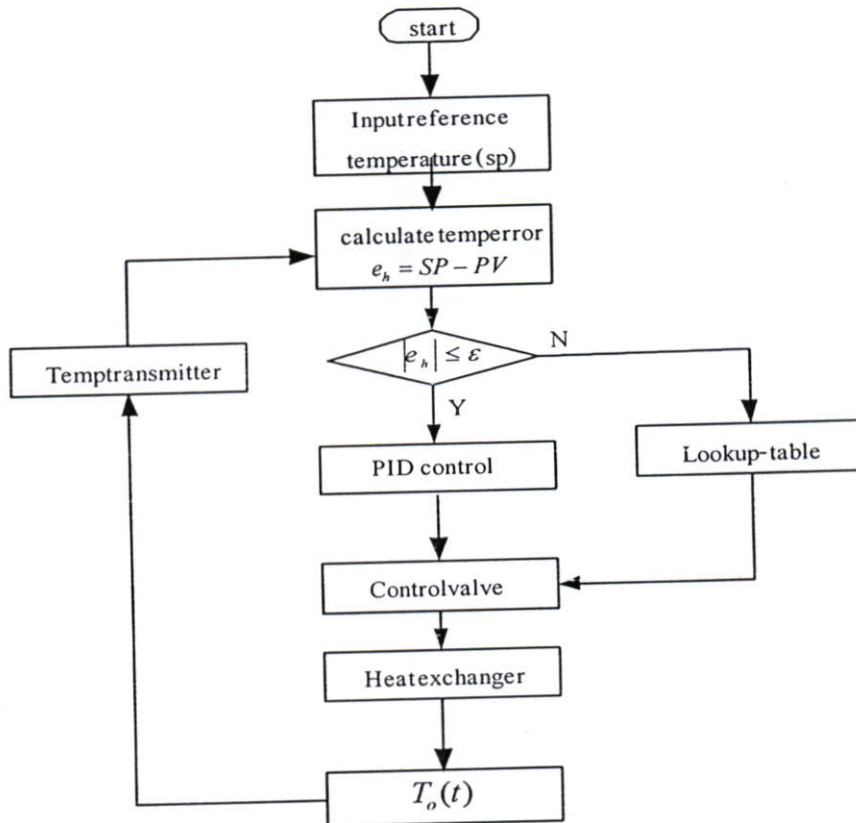 start
Inputreference
temperature(sp)
calculate temperror
e_h = SP − PV
|e_h| ≤ ε
N
Y
Temptransmitter
PID control
Lookup-table
Controlvalve
Heatexchanger
T_o(t)